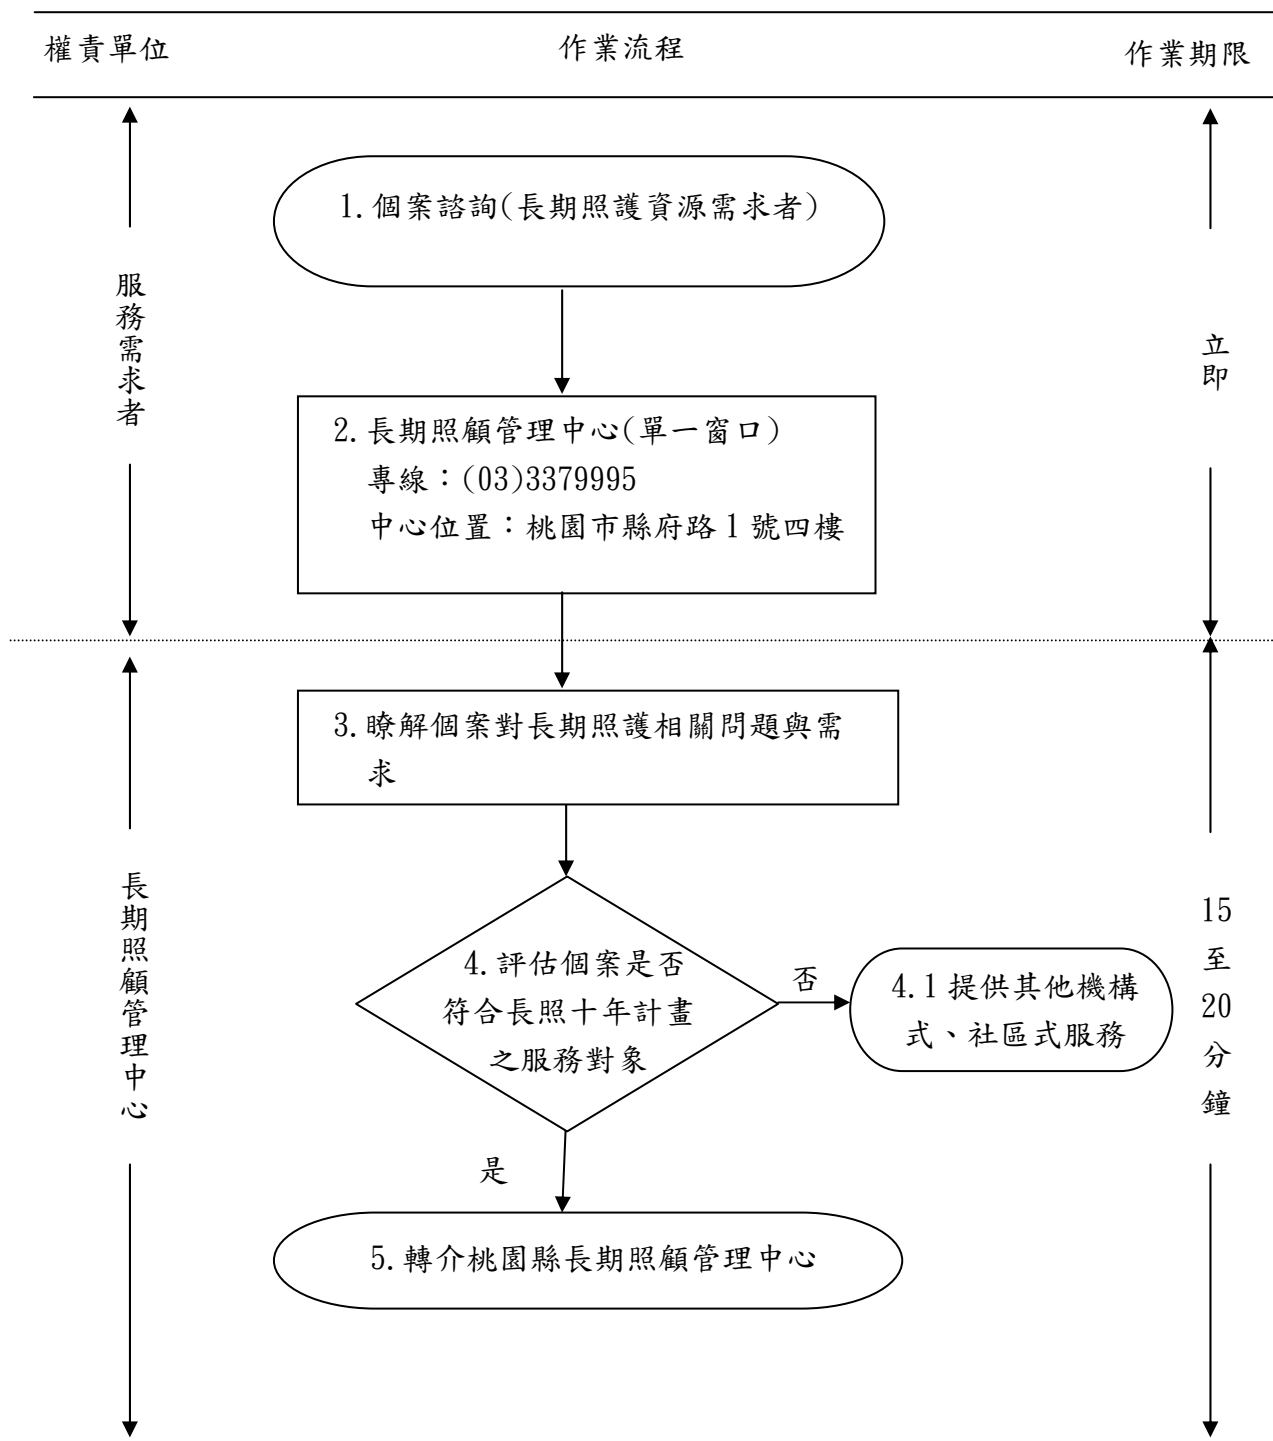 權責單位
作業流程
作業期限
服務需求者
1.個案諮詢(長期照護資源需求者)
立即
2.長期照顧管理中心(單一窗口)
專線：(03)3379995
中心位置：桃園市縣府路1號四樓
長期照顧管理中心
3.瞭解個案對長期照護相關問題與需
求
15
至
20
分
鐘
4.評估個案是否
符合長照十年計畫
之服務對象
否
4.1提供其他機構
式、社區式服務
是
5.轉介桃園縣長期照顧管理中心